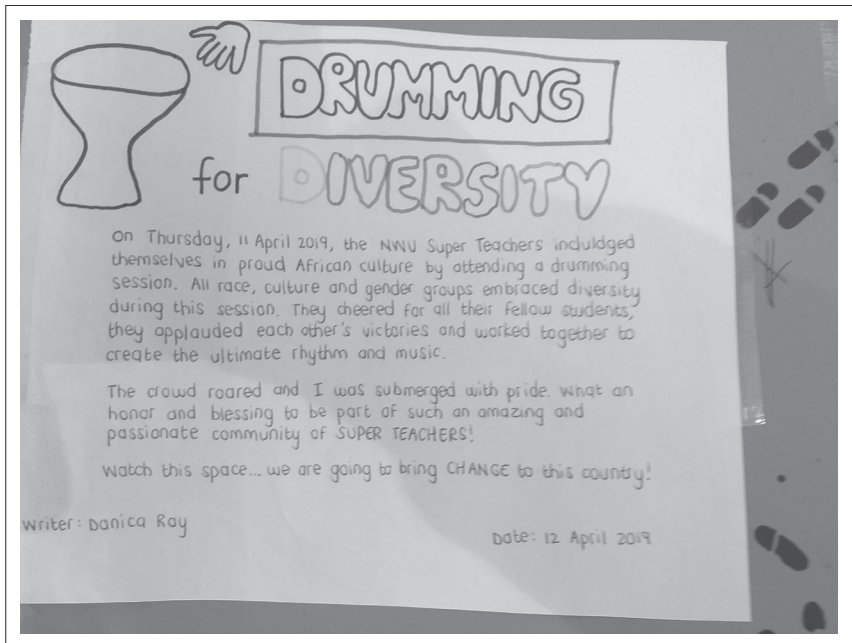 DRUMMING
for DIVERSITY
On Thursday, 11 April 2019, the NWU Super Teachers induldged
themselves in proud African culture by attending a drumming
session. All race, culture and gender groups embraced diversity
during this session. They cheered for all their fellow students,
they applauded each other's victories and worked together to
create the ultimate rhythm and music.
The crowd roared and I was submerged with pride. What an
honor and blessing to be part of such an amazing and
passionate community of SUPER TEACHERS!
Watch this space... we are going to bring CHANGE to this country!
Writer: Danica Ray
Date: 12 April 2019